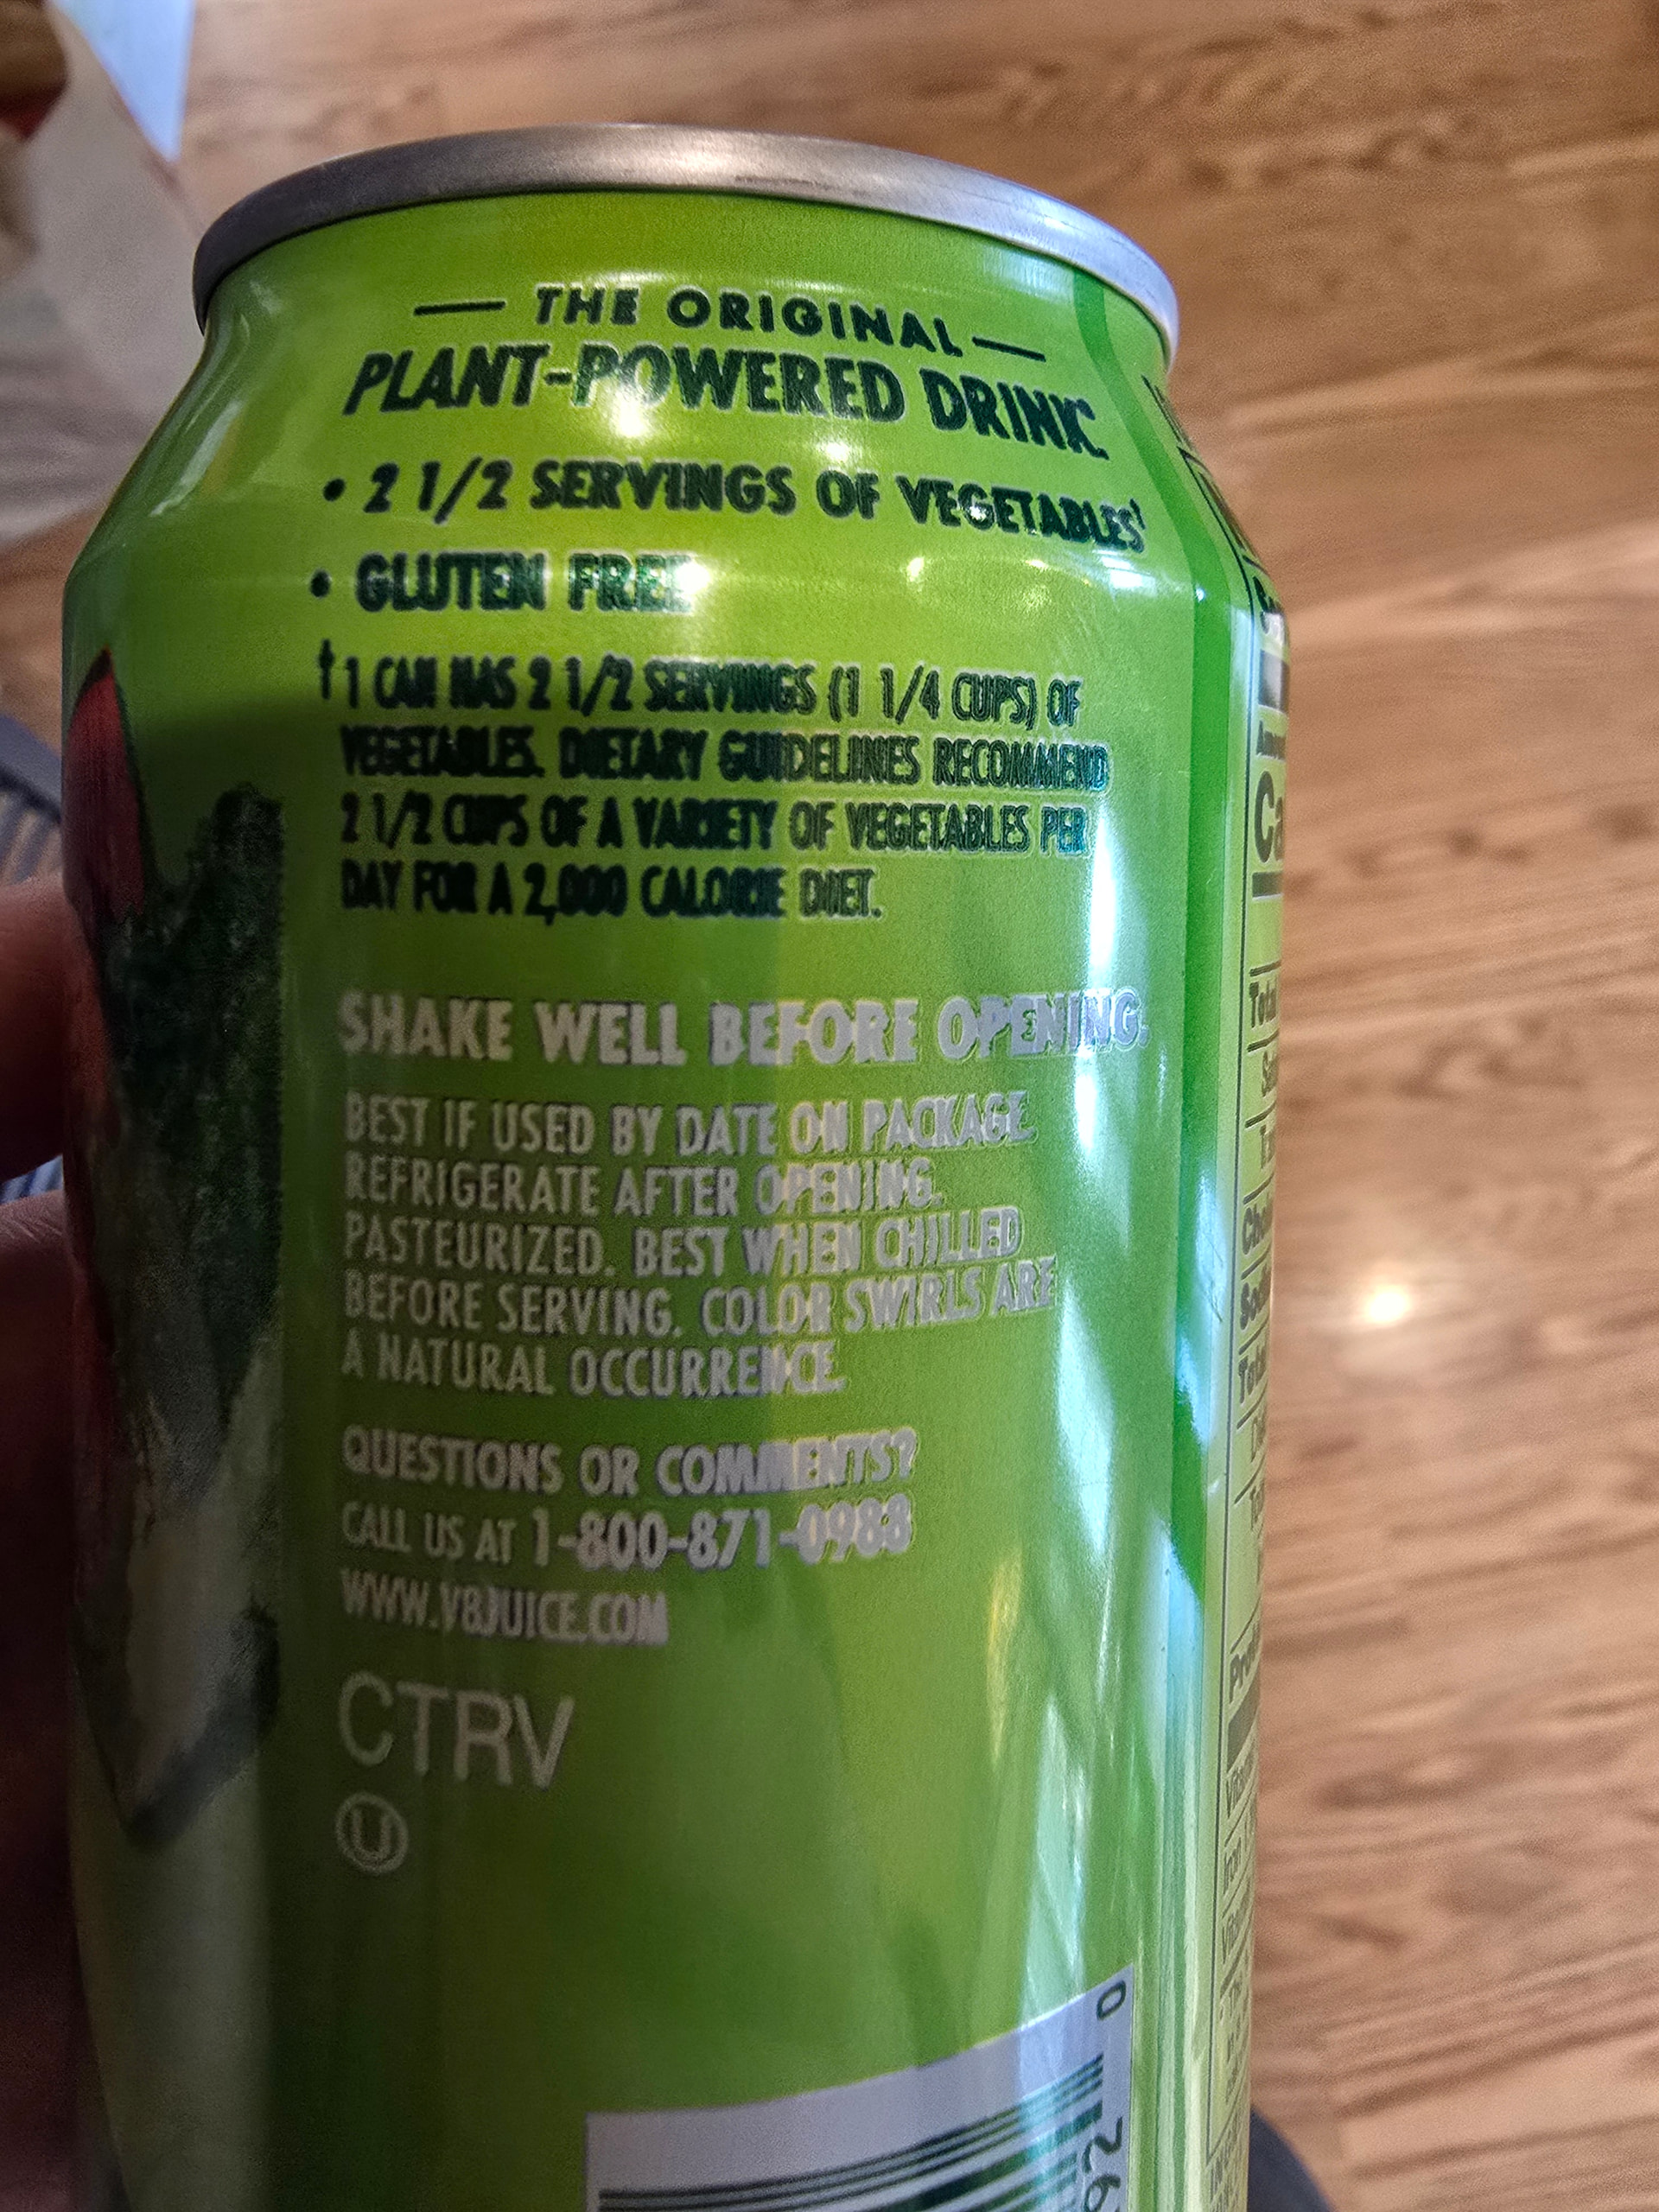 — THE ORIGINAL —
PLANT-POWERED DRINK
• 2 1/2 SERVINGS OF VEGETABLES†
• GLUTEN FREE
† 1 CAN HAS 2 1/2 SERVINGS (1 1/4 CUPS) OF
VEGETABLES. DIETARY GUIDELINES RECOMMEND
2 1/2 CUPS OF A VARIETY OF VEGETABLES PER
DAY FOR A 2,000 CALORIE DIET.
SHAKE WELL BEFORE OPENING.
BEST IF USED BY DATE ON PACKAGE
REFRIGERATE AFTER OPENING.
PASTEURIZED. BEST WHEN CHILLED
BEFORE SERVING. COLOR SWIRLS ARE
A NATURAL OCCURRENCE.
QUESTIONS OR COMMENTS?
CALL US AT 1-800-871-0988
WWW.V8JUICE.COM
CTRV
U
0
92
Total
Iron